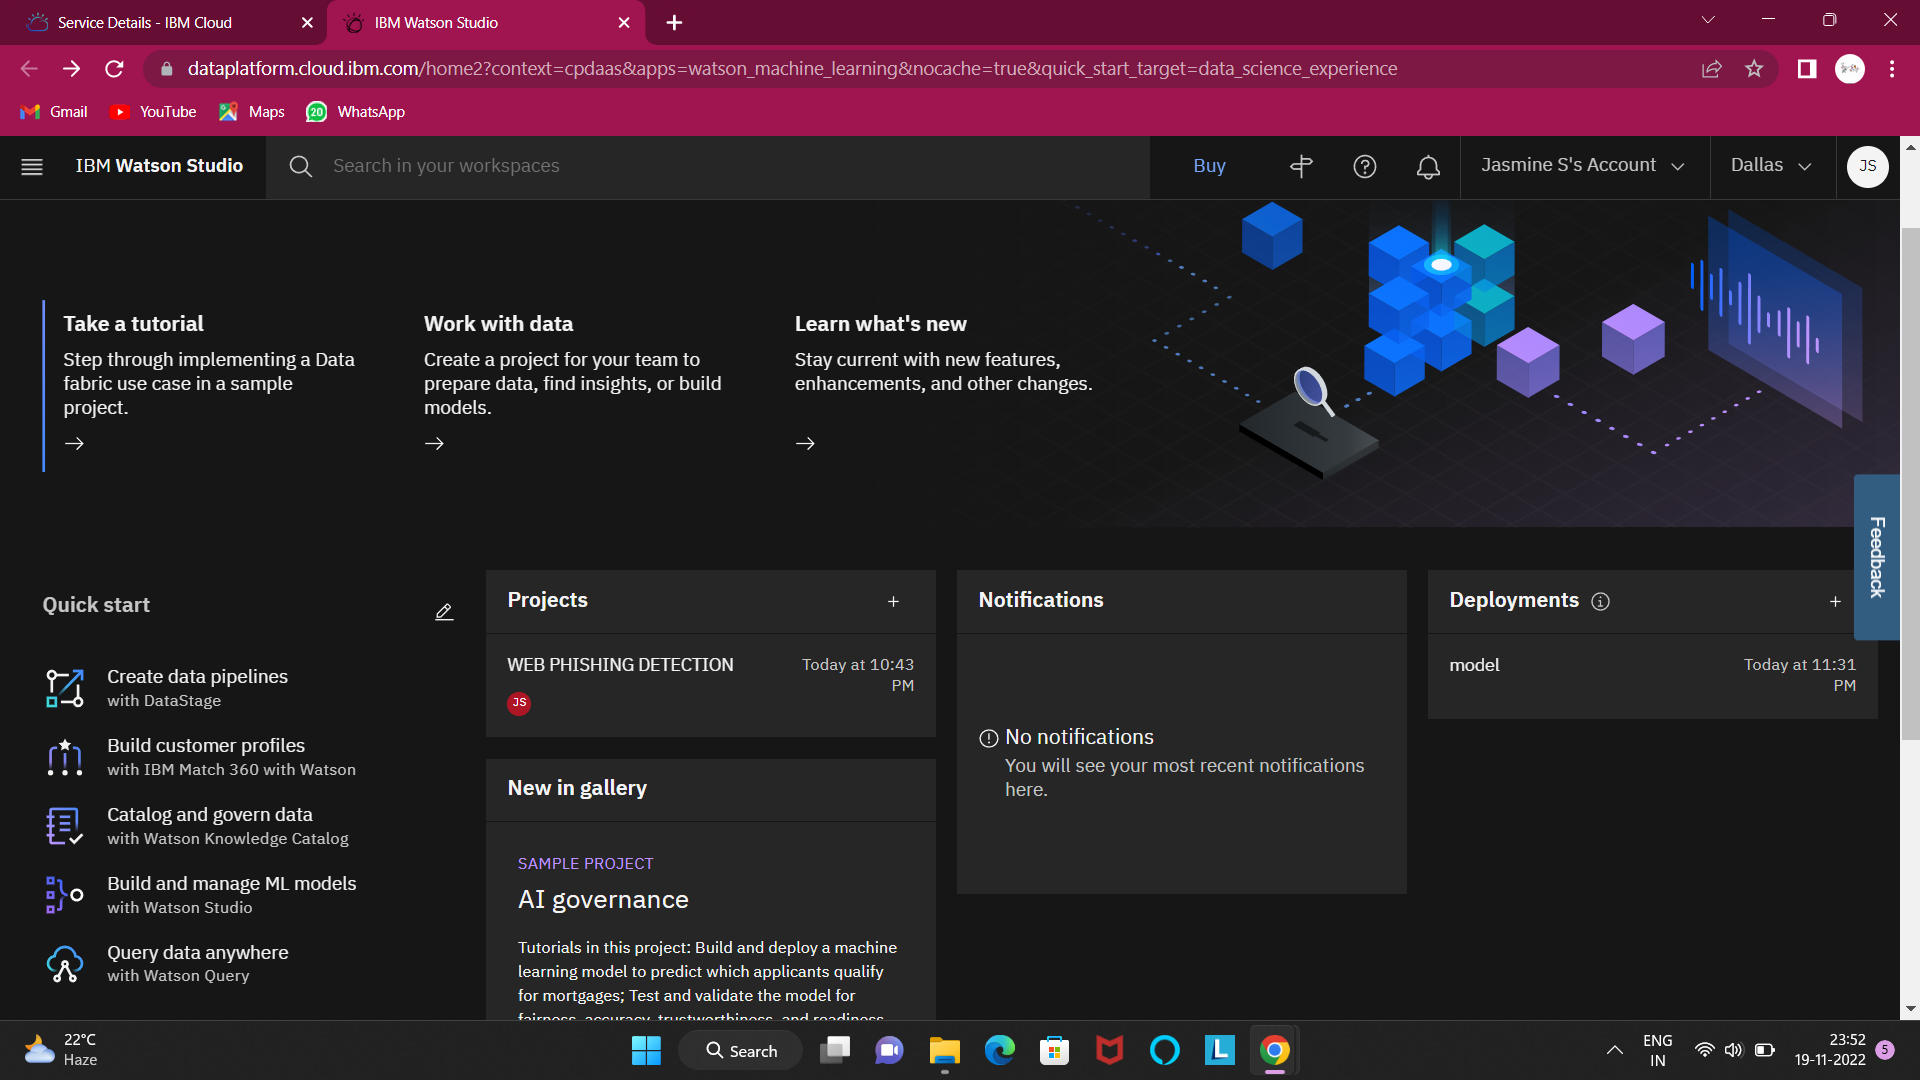 Service Details - IBM Cloud
IBM Watson Studio
dataplatform.cloud.ibm.com/home2?context=cpdaas&apps=watson_machine_learning&nocache=true&quick_start_target=data_science_experience
Gmail
YouTube
Maps
20
WhatsApp
IBM Watson Studio
Search in your workspaces
Buy
Jasmine S's Account
Dallas
JS
Take a tutorial
Step through implementing a Data
fabric use case in a sample
project.
Work with data
Create a project for your team to
prepare data, find insights, or build
models.
Learn what's new
Stay current with new features,
enhancements, and other changes.
Feedback
Quick start
Create data pipelines
with DataStage
Build customer profiles
with IBM Match 360 with Watson
Catalog and govern data
with Watson Knowledge Catalog
Build and manage ML models
with Watson Studio
Query data anywhere
with Watson Query
Projects
WEB PHISHING DETECTION
Today at 10:43
PM
JS
New in gallery
SAMPLE PROJECT
AI governance
Tutorials in this project: Build and deploy a machine
learning model to predict which applicants qualify
for mortgages; Test and validate the model for
fairness, accuracy, trustworthiness, and readiness
Notifications
No notifications
You will see your most recent notifications
here.
Deployments
model
Today at 11:31
PM
22°C
Haze
Search
L
ENG
IN
23:52
19-11-2022
5